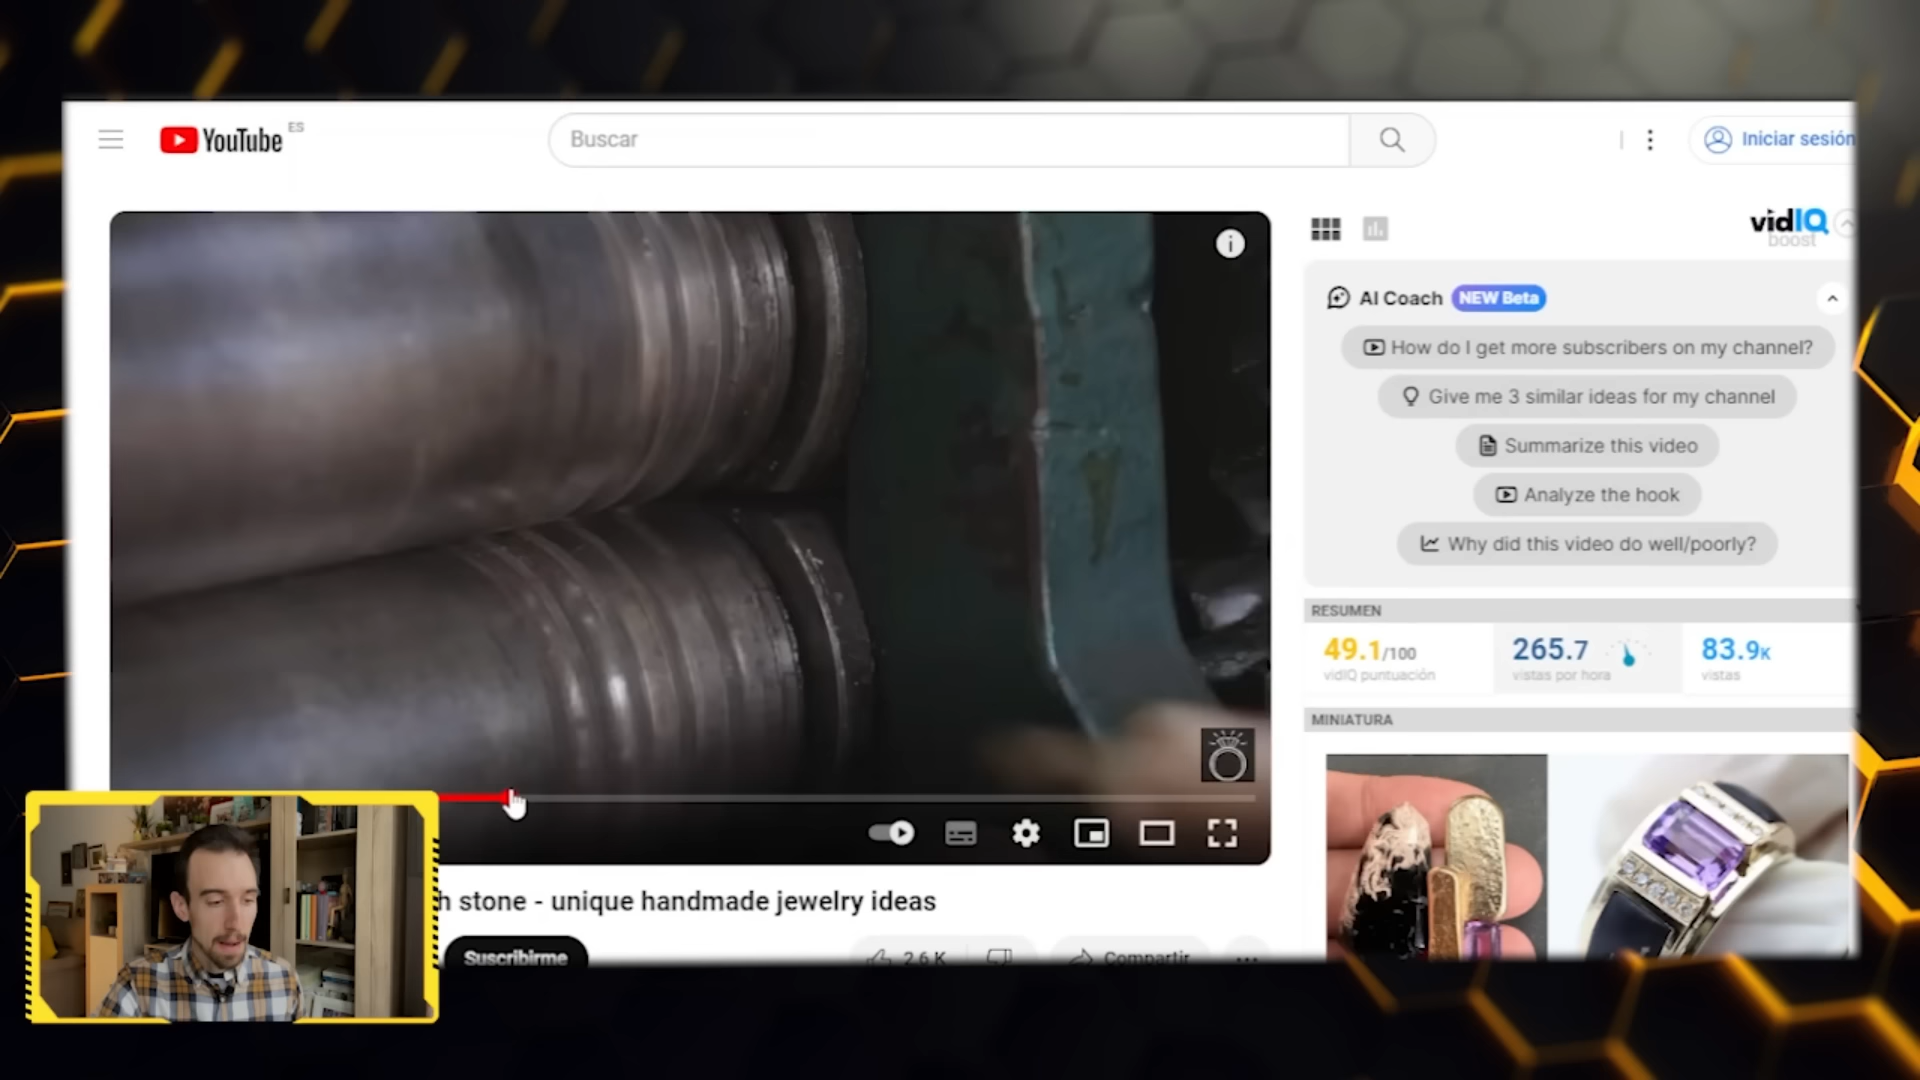 YouTube ES
Buscar
Iniciar sesión
vidIQ
boost
AI Coach NEW Beta
How do I get more subscribers on my channel?
Give me 3 similar ideas for my channel
Summarize this video
Analyze the hook
Why did this video do well/poorly?
RESUMEN
49.1/100
vidIQ puntuación
265.7
vistas por hora
83.9K
vistas
MINIATURA
h stone - unique handmade jewelry ideas
Suscribirme
2,6 K
Compartir